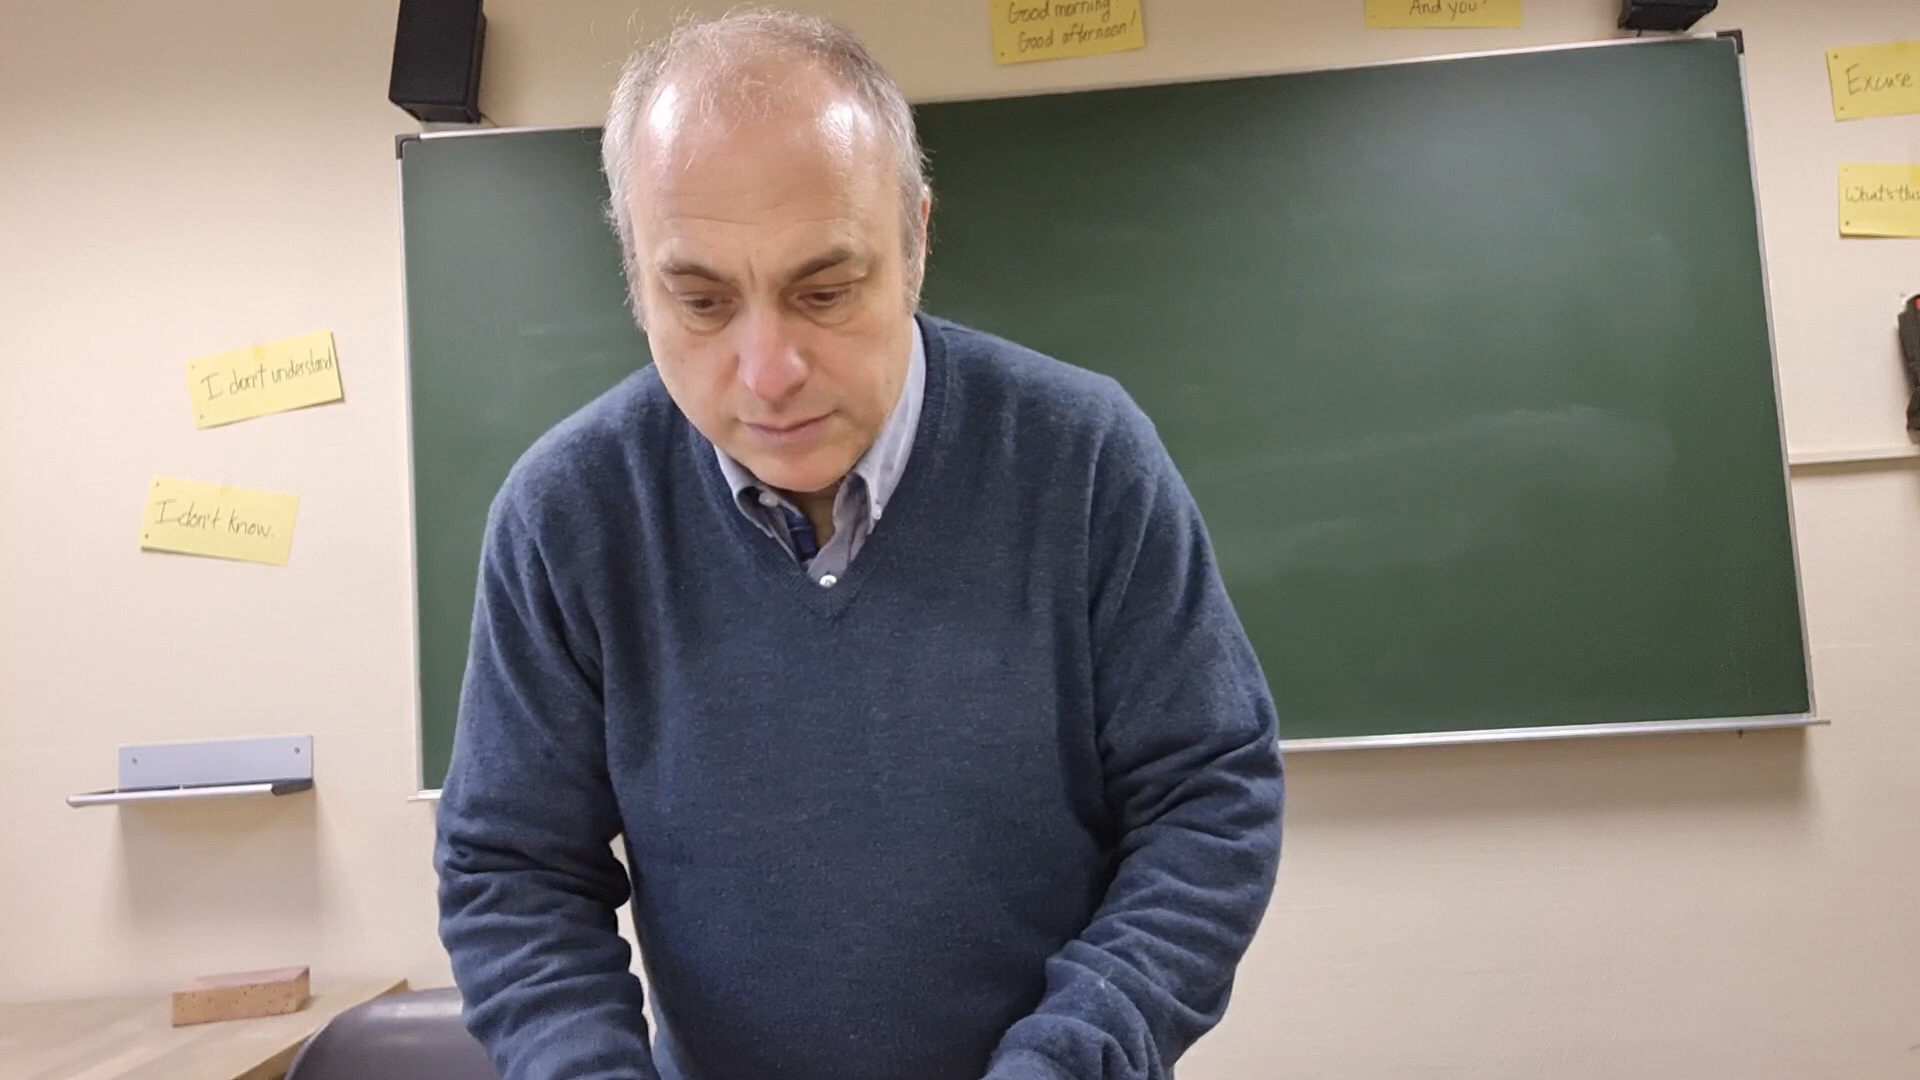 Good morning!
Good afternoon!
And you?
Excuse
What's this
I don't understand
I don't know.